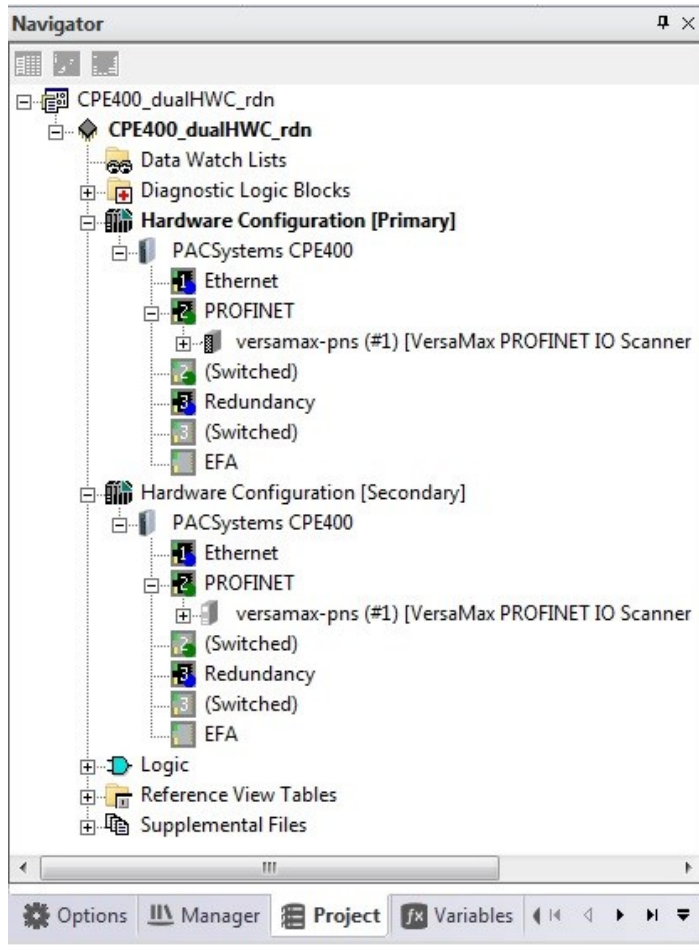 Navigator
CPE400_dualHWC_rdn
CPE400_dualHWC_rdn
Data Watch Lists
Diagnostic Logic Blocks
Hardware Configuration [Primary]
PACSystems CPE400
1 Ethernet
2 PROFINET
versamax-pns (#1) [VersaMax PROFINET IO Scanner
2 (Switched)
3 Redundancy
3 (Switched)
EFA
Hardware Configuration [Secondary]
PACSystems CPE400
1 Ethernet
2 PROFINET
versamax-pns (#1) [VersaMax PROFINET IO Scanner
2 (Switched)
3 Redundancy
3 (Switched)
EFA
Logic
Reference View Tables
Supplemental Files
Options Manager Project fx Variables